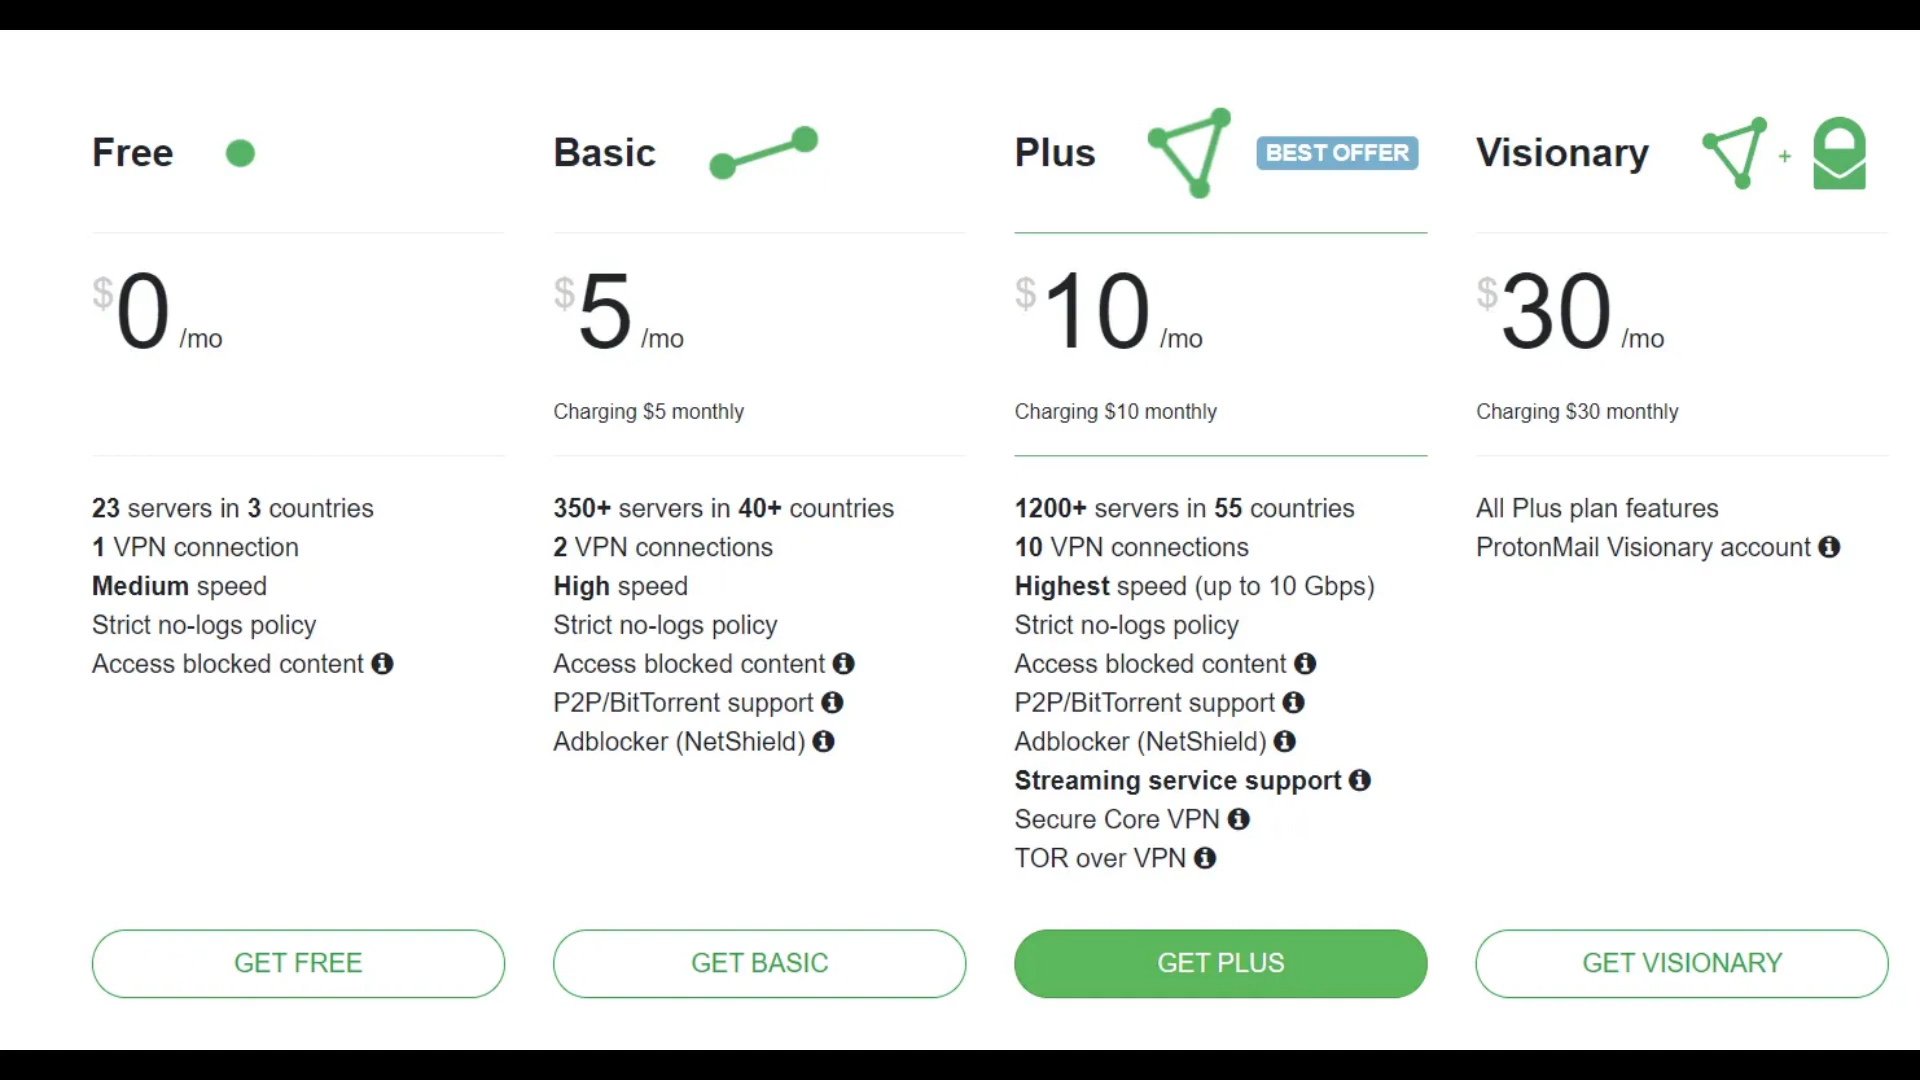 Free
$0 /mo
23 servers in 3 countries
1 VPN connection
Medium speed
Strict no-logs policy
Access blocked content
GET FREE
Basic
$5 /mo
Charging $5 monthly
350+ servers in 40+ countries
2 VPN connections
High speed
Strict no-logs policy
Access blocked content
P2P/BitTorrent support
Adblocker (NetShield)
GET BASIC
Plus BEST OFFER
$10 /mo
Charging $10 monthly
1200+ servers in 55 countries
10 VPN connections
Highest speed (up to 10 Gbps)
Strict no-logs policy
Access blocked content
P2P/BitTorrent support
Adblocker (NetShield)
Streaming service support
Secure Core VPN
TOR over VPN
GET PLUS
Visionary +
$30 /mo
Charging $30 monthly
All Plus plan features
ProtonMail Visionary account
GET VISIONARY